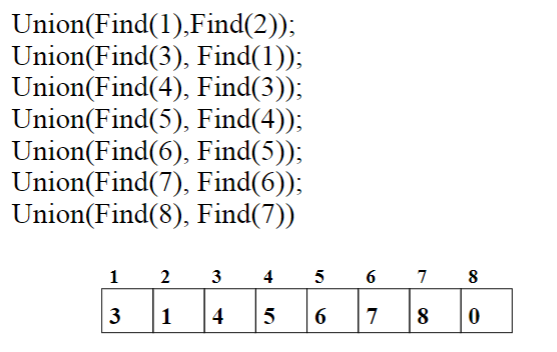 Union(Find(1),Find(2));
Union(Find(3), Find(1));
Union(Find(4), Find(3));
Union(Find(5), Find(4));
Union(Find(6), Find(5));
Union(Find(7), Find(6));
Union(Find(8), Find(7))
1 2 3 4 5 6 7 8
3 1 4 5 6 7 8 0